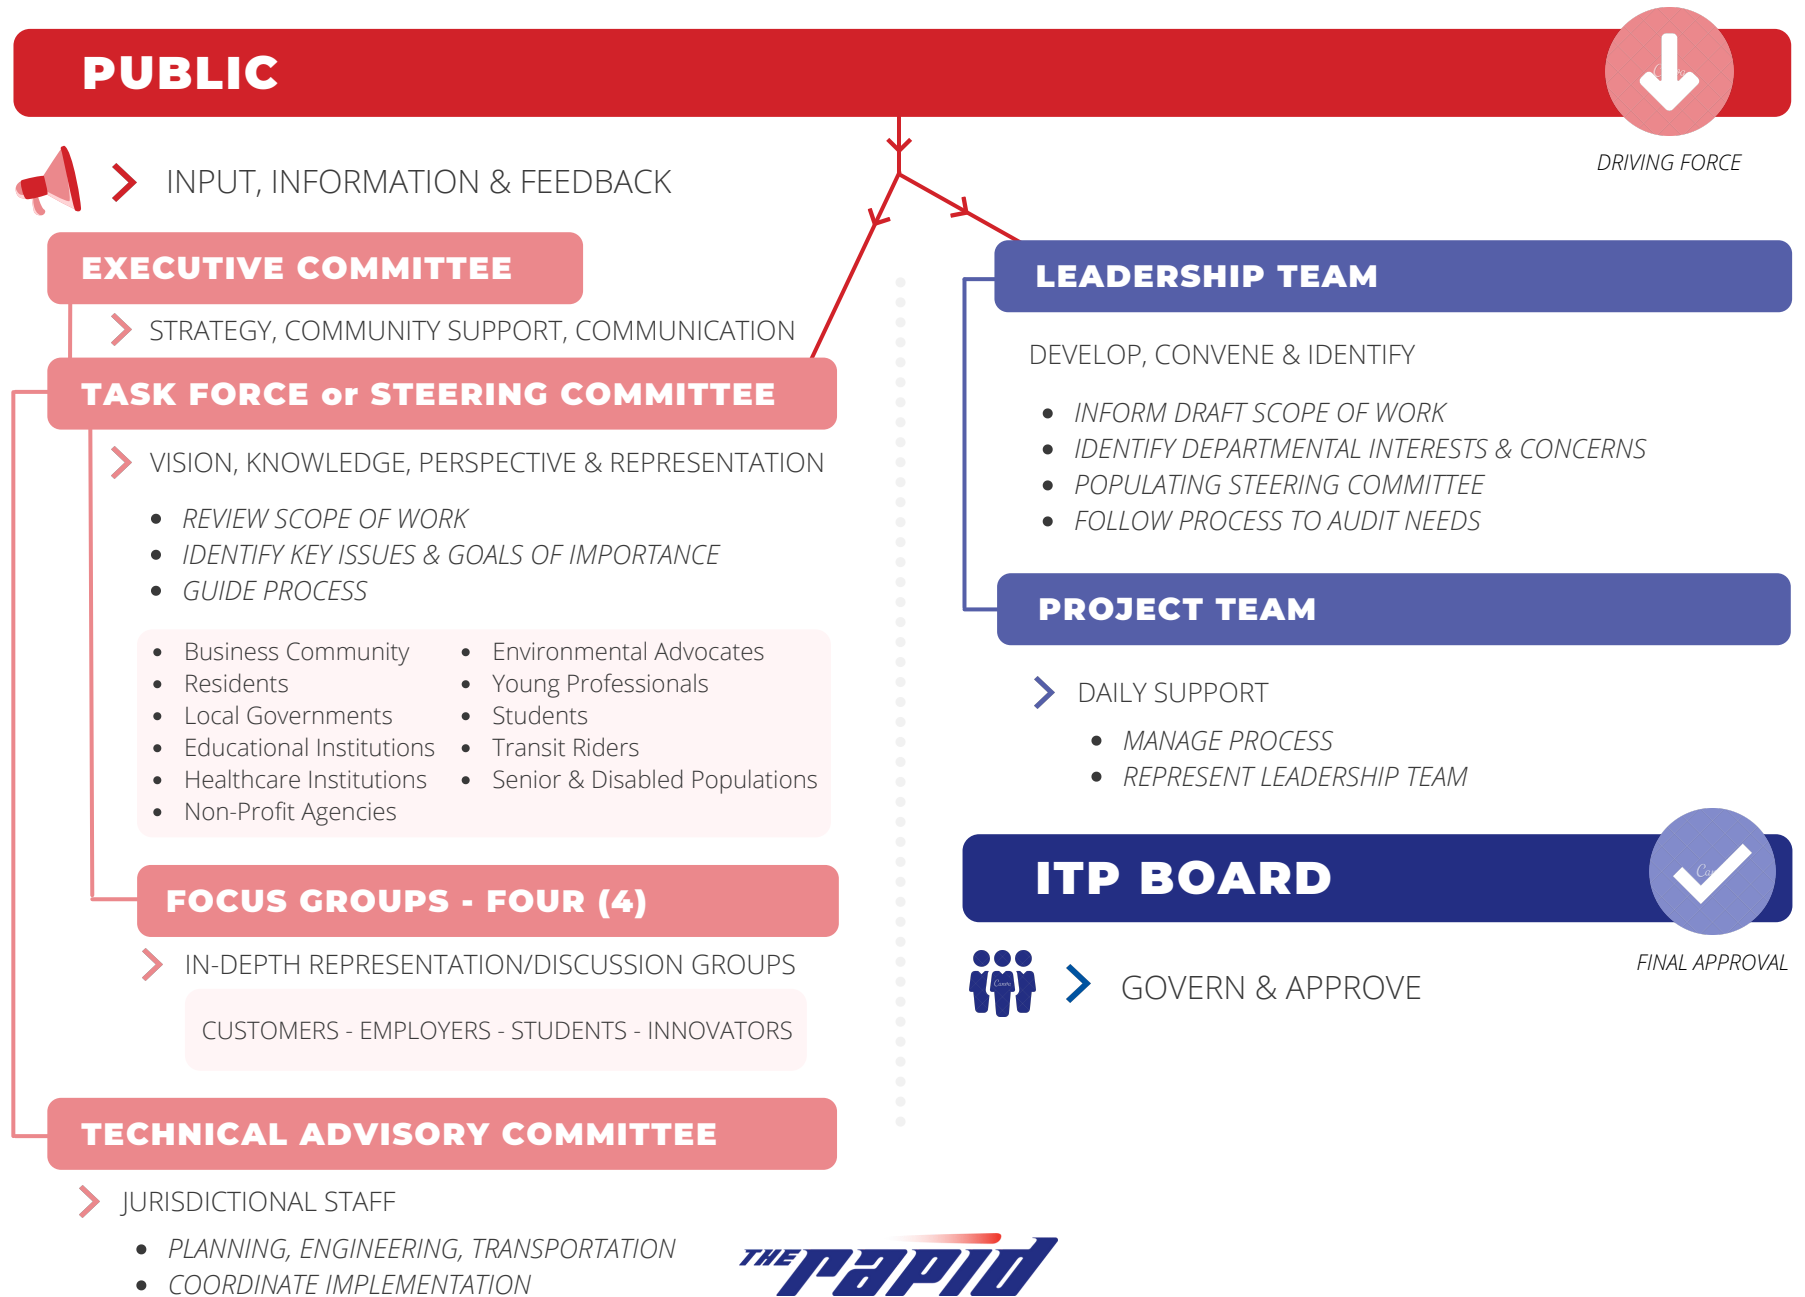 PUBLIC
DRIVING FORCE
INPUT, INFORMATION & FEEDBACK
EXECUTIVE COMMITTEE
STRATEGY, COMMUNITY SUPPORT, COMMUNICATION
TASK FORCE or STEERING COMMITTEE
VISION, KNOWLEDGE, PERSPECTIVE & REPRESENTATION
• REVIEW SCOPE OF WORK
• IDENTIFY KEY ISSUES & GOALS OF IMPORTANCE
• GUIDE PROCESS
• Business Community
• Residents
• Local Governments
• Educational Institutions
• Healthcare Institutions
• Non-Profit Agencies
• Environmental Advocates
• Young Professionals
• Students
• Transit Riders
• Senior & Disabled Populations
FOCUS GROUPS - FOUR (4)
IN-DEPTH REPRESENTATION/DISCUSSION GROUPS
CUSTOMERS - EMPLOYERS - STUDENTS - INNOVATORS
TECHNICAL ADVISORY COMMITTEE
JURISDICTIONAL STAFF
• PLANNING, ENGINEERING, TRANSPORTATION
• COORDINATE IMPLEMENTATION
LEADERSHIP TEAM
DEVELOP, CONVENE & IDENTIFY
• INFORM DRAFT SCOPE OF WORK
• IDENTIFY DEPARTMENTAL INTERESTS & CONCERNS
• POPULATING STEERING COMMITTEE
• FOLLOW PROCESS TO AUDIT NEEDS
PROJECT TEAM
DAILY SUPPORT
• MANAGE PROCESS
• REPRESENT LEADERSHIP TEAM
ITP BOARD
FINAL APPROVAL
Canva
GOVERN & APPROVE
THE rapid